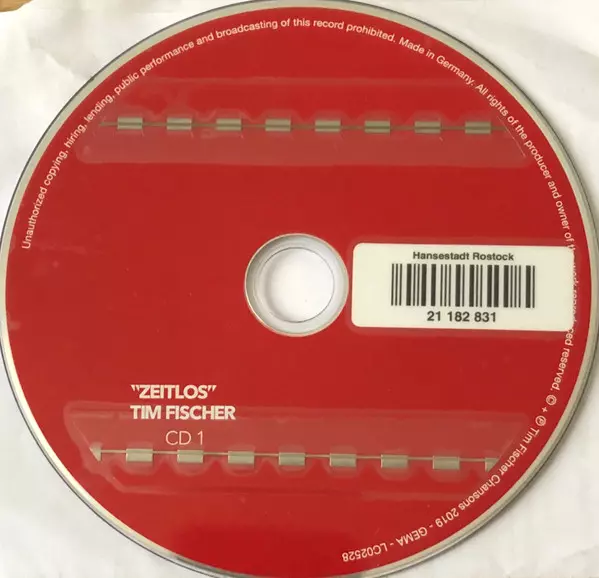 Unauthorized copying, hiring, lending, public performance and broadcasting of this record prohibited. Made in Germany. All rights of the producer and owner of reserved. © + ℗ Tim Fischer Chansons 2019 - GEMA - LC02528
Hansestadt Rostock
21 182 831
"ZEITLOS"
TIM FISCHER
CD 1